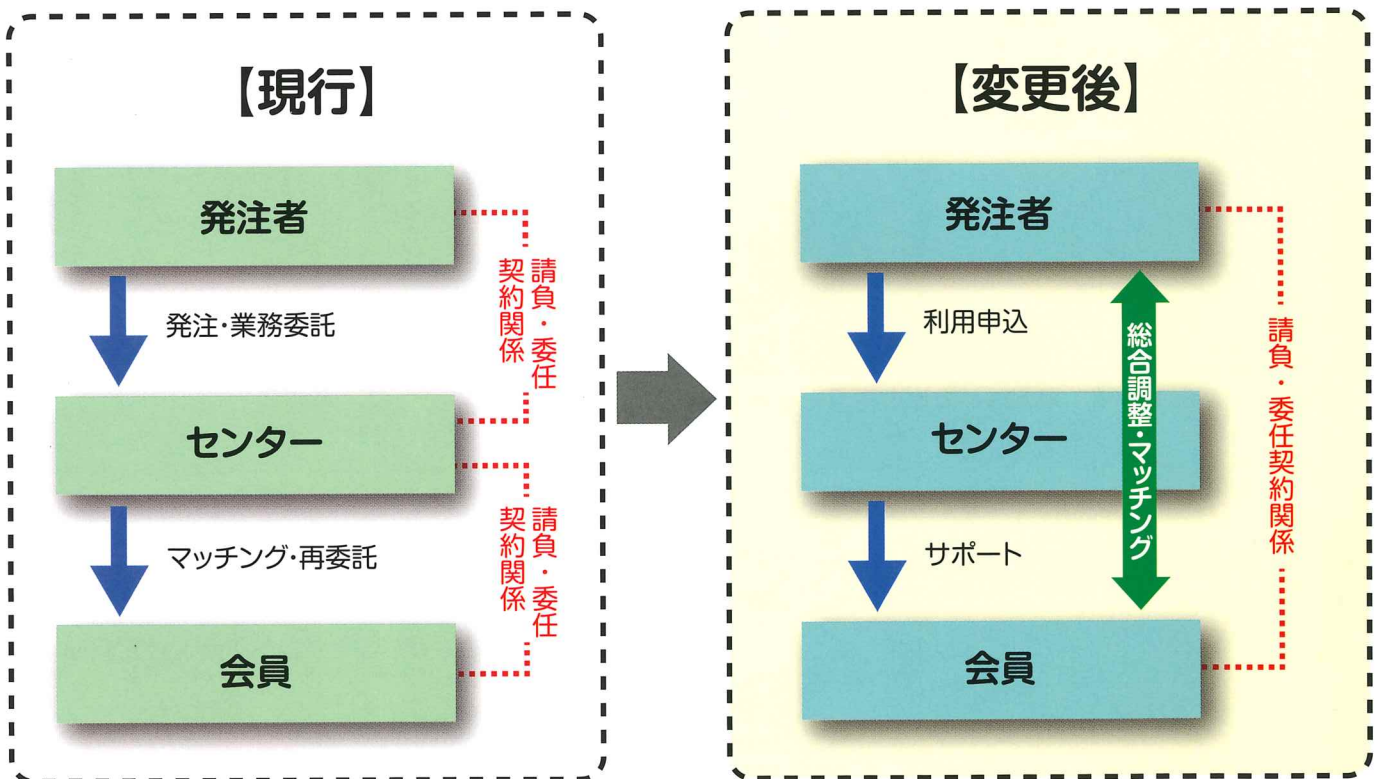 【現行】
発注者
発注・業務委託
請負・委任
契約関係
センター
マッチング・再委託
請負・委任
契約関係
会員
【変更後】
発注者
利用申込
総合調整・マッチング
請負・委任契約関係
センター
サポート
会員